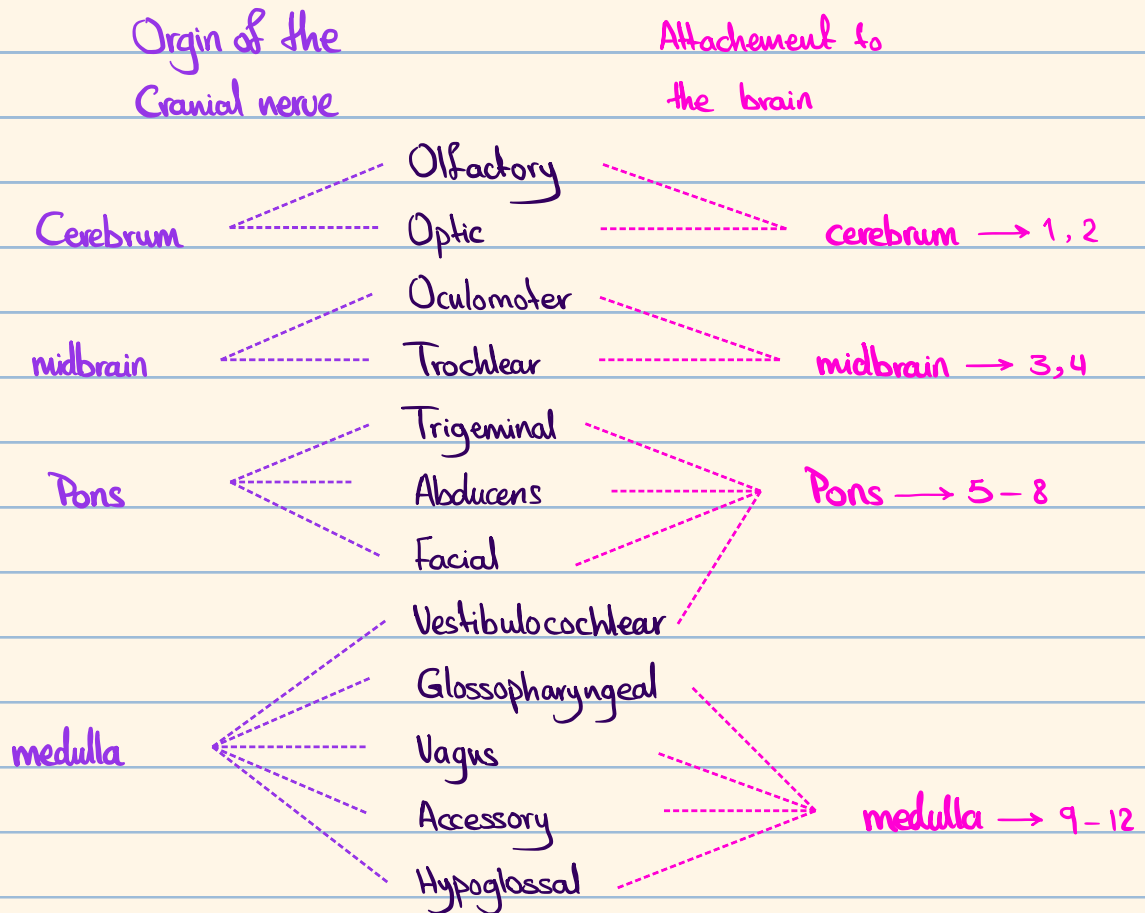 Orgin of the
Cranial nerve
Attachement to
the brain
Olfactory
Cerebrum Optic cerebrum → 1, 2
Oculomoter
midbrain Trochlear midbrain → 3,4
Trigeminal
Pons Abducens Pons → 5-8
Facial
Vestibulocochlear
Glossopharyngeal
medulla Vagus
Accessory medulla → 9-12
Hypoglossal